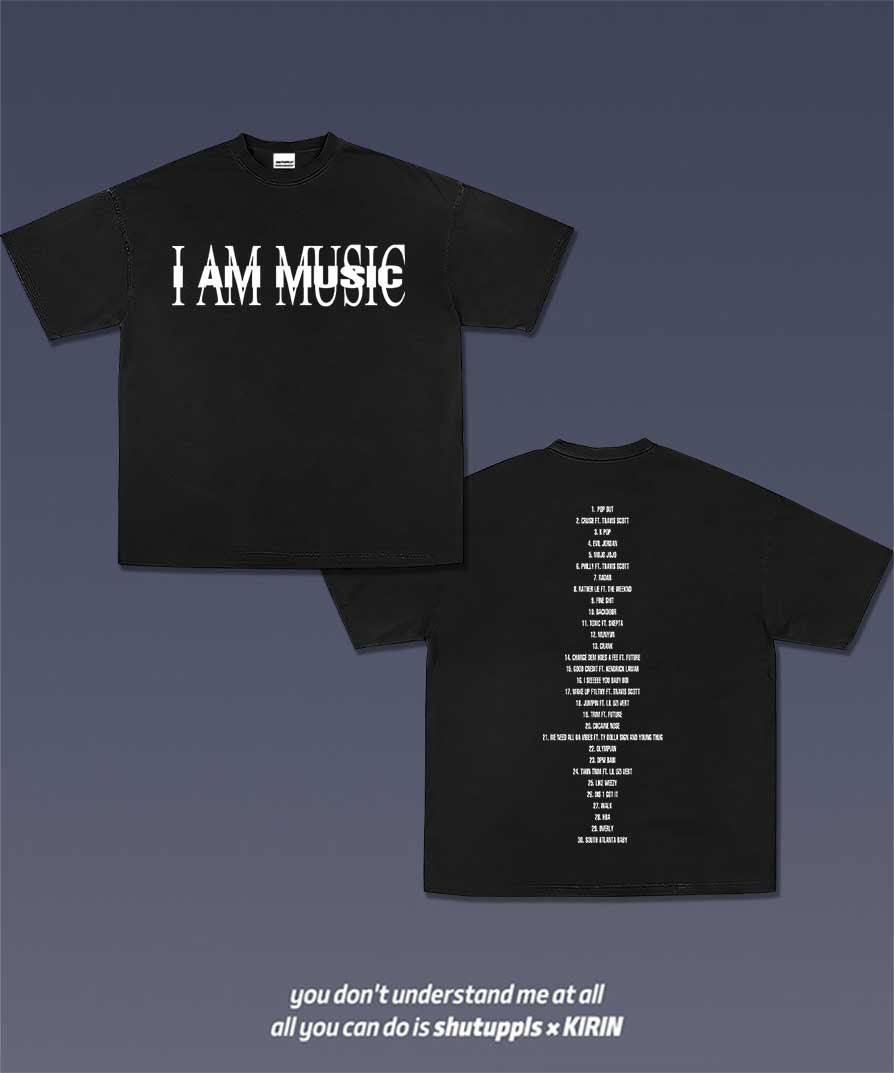 I AM MUSIC
I AM MUSIC
1. POP OUT
2. CRUSH FT. TRAVIS SCOTT
3. K POP
4. EVIL JORDAN
5. MOJO JOJO
6. PHILLY FT. TRAVIS SCOTT
7. RADAR
8. RATHER LIE FT. THE WEEKND
9. FINE SHIT
10. BACKDOOR
11. TOXIC FT. SKEPTA
12. MUNYUN
13. CRANK
14. CHARGE DEM HOES A FEE FT. FUTURE
15. GOOD CREDIT FT. KENDRICK LAMAR
16. I SEEEEEE YOU BABY BOI
17. WAKE UP F1LTHY FT. TRAVIS SCOTT
18. JUMPIN FT. LIL UZI VERT
19. TRIM FT. FUTURE
20. COCAINE NOSE
21. WE NEED ALL DA VIBES FT. TY DOLLA SIGN AND YOUNG THUG
22. OLYMPIAN
23. OPM BABI
24. TWIN TRIM FT. LIL UZI VERT
25. LIKE WEEZY
26. DIS 1 GOT IT
27. WALK
28. HBA
29. OVERLY
30. SOUTH ATLANTA BABY
you don't understand me at all
all you can do is shutuppls × KIRIN